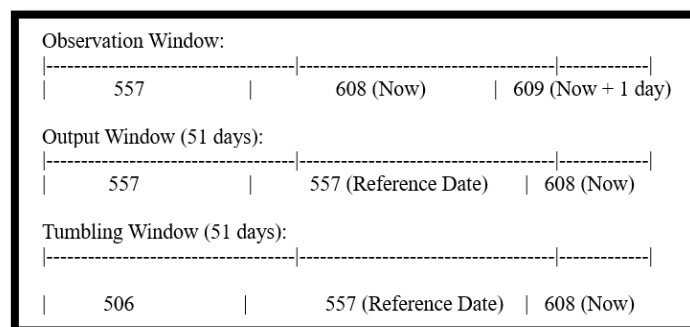 Observation Window:
|------------------------------------|-------------------------------------|-------------|
| 557 | 608 (Now) | 609 (Now + 1 day)
Output Window (51 days):
|------------------------------------|-------------------------------------|-------------|
| 557 | 557 (Reference Date) | 608 (Now)
Tumbling Window (51 days):
|------------------------------------|-------------------------------------|-------------|
| 506 | 557 (Reference Date) | 608 (Now)